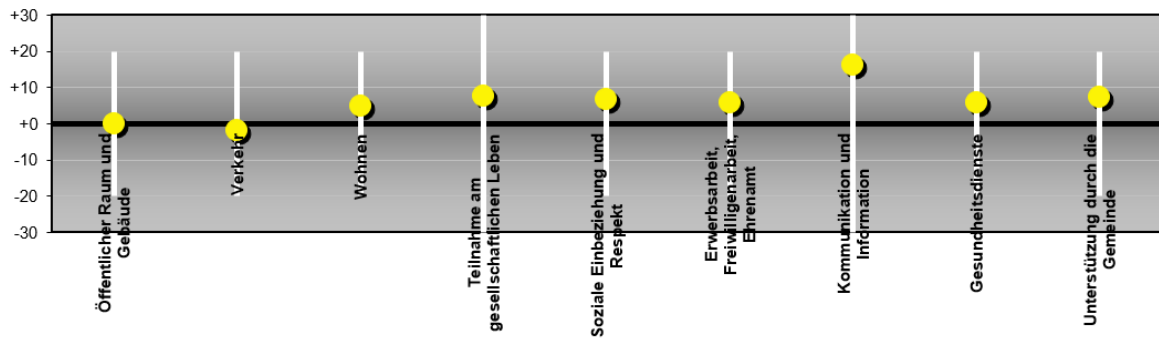 +30
+20
+10
+0
-10
-20
-30
Öffentlicher Raum und
Gebäude
Verkehr
Wohnen
Teilnahme am
gesellschaftlichen Leben
Soziale Einbeziehung und
Respekt
Erwerbsarbeit,
Freiwilligenarbeit,
Ehrenamt
Kommunikation und
Information
Gesundheitsdienste
Unterstützung durch die
Gemeinde